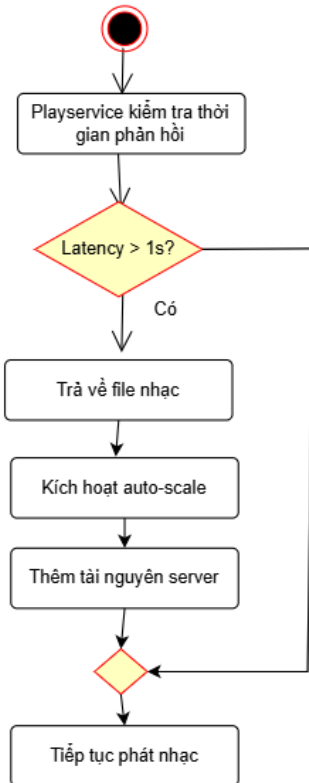 Playservice kiểm tra thời
gian phản hồi
Latency > 1s?
Có
Trả về file nhạc
Kích hoạt auto-scale
Thêm tài nguyên server
Tiếp tục phát nhạc